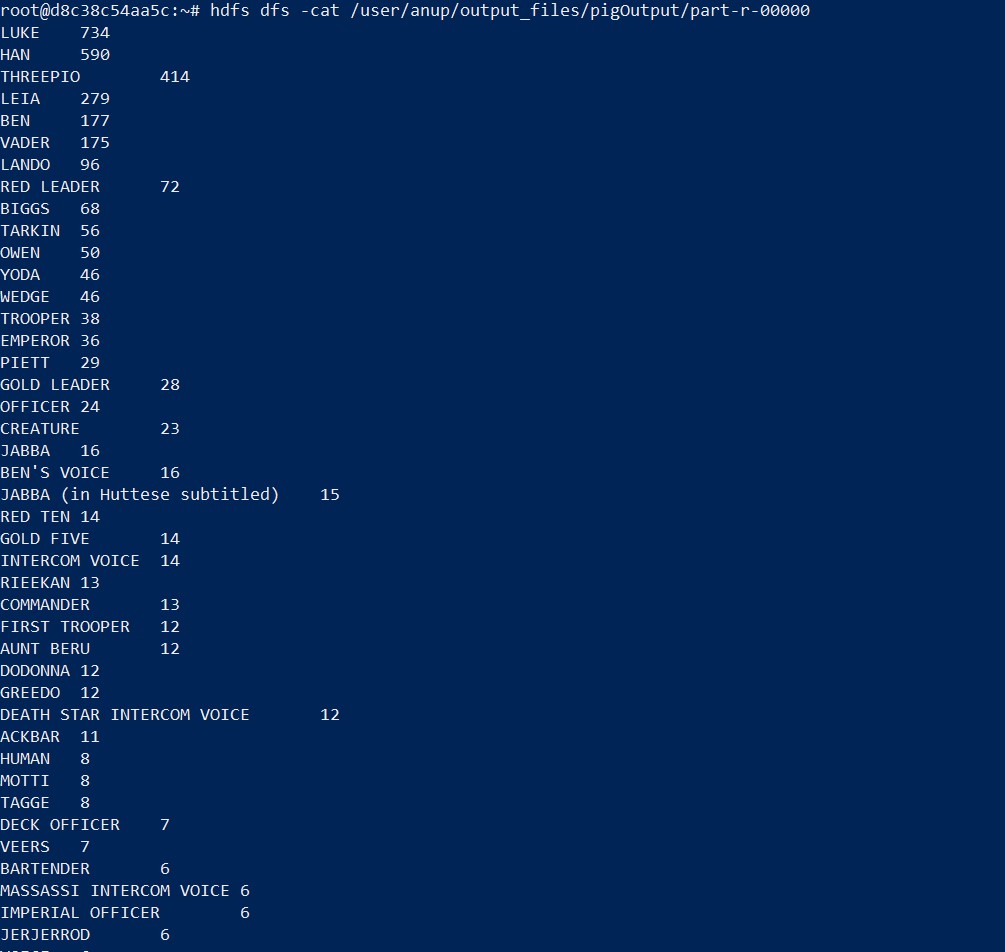 root@d8c38c54aa5c:~# hdfs dfs -cat /user/anup/output_files/pigOutput/part-r-00000
LUKE	734
HAN	590
THREEPIO	414
LEIA	279
BEN	177
VADER	175
LANDO	96
RED LEADER	72
BIGGS	68
TARKIN	56
OWEN	50
YODA	46
WEDGE	46
TROOPER	38
EMPEROR	36
PIETT	29
GOLD LEADER	28
OFFICER	24
CREATURE	23
JABBA	16
BEN'S VOICE	16
JABBA (in Huttese subtitled)	15
RED TEN	14
GOLD FIVE	14
INTERCOM VOICE	14
RIEEKAN	13
COMMANDER	13
FIRST TROOPER	12
AUNT BERU	12
DODONNA	12
GREEDO	12
DEATH STAR INTERCOM VOICE	12
ACKBAR	11
HUMAN	8
MOTTI	8
TAGGE	8
DECK OFFICER	7
VEERS	7
BARTENDER	6
MASSASSI INTERCOM VOICE	6
IMPERIAL OFFICER	6
JERJERROD	6